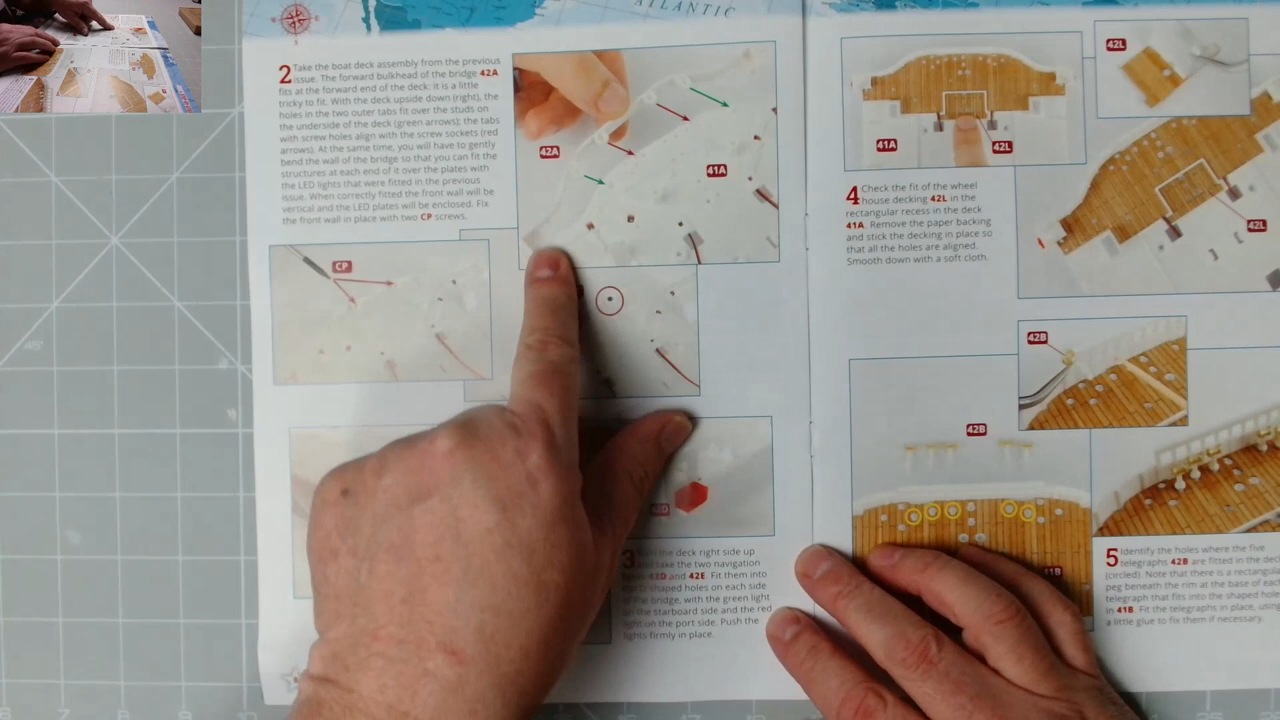 ATLANTIC
2 Take the boat deck assembly from the previous
issue. The forward bulkhead of the bridge 42A
fits at the forward end of the deck: it is a little
tricky to fit. With the deck upside down (right), the
holes in the two outer tabs fit over the studs on
the underside of the deck (green arrows); the tabs
with screw holes align with the screw sockets (red
arrows). At the same time, you will have to gently
bend the wall of the bridge so that you can fit the
structures at each end of it over the plates with
the LED lights that were fitted in the previous
issue. When correctly fitted the front wall will be
vertical and the LED plates will be enclosed. Fix
the front wall in place with two CP screws.
42A
41A
CP
the deck right side up
take the two navigation
42D and 42E. Fit them into
shaped holes on each side
the bridge, with the green light
on the starboard side and the red
light on the port side. Push the
lights firmly in place.
41A
42L
42L
42L
4 Check the fit of the wheel
house decking 42L in the
rectangular recess in the deck
41A. Remove the paper backing
and stick the decking in place so
that all the holes are aligned.
Smooth down with a soft cloth.
42B
42B
5 Identify the holes where the five
telegraphs 42B are fitted in the
(circled). Note that there is a
peg beneath the rim at the base of
telegraph that fits into the shaped
in 41B. Fit the telegraphs in place,
a little glue to fix them if necessary.
45°